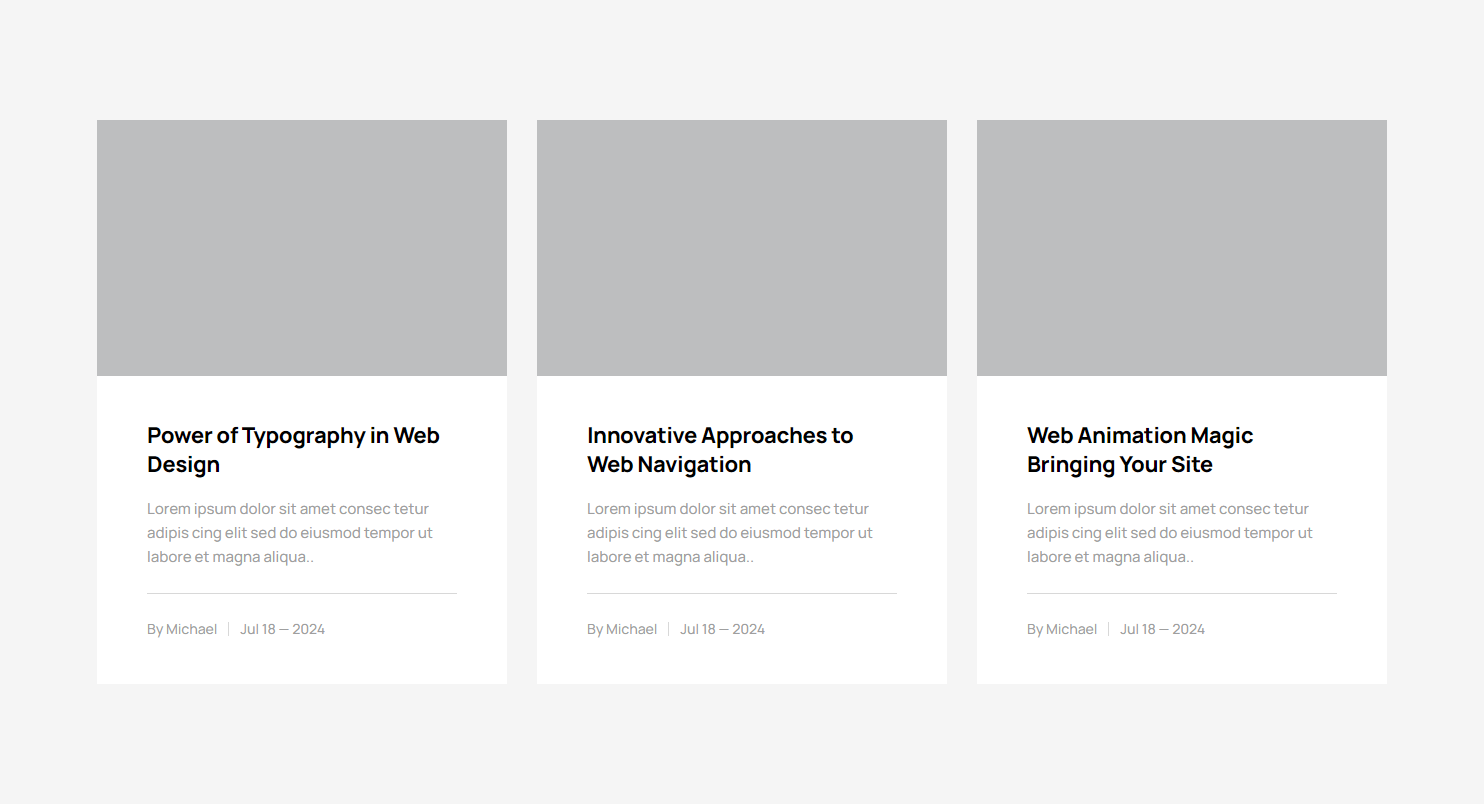 Power of Typography in Web
Design
Lorem ipsum dolor sit amet consec tetur
adipis cing elit sed do eiusmod tempor ut
labore et magna aliqua..
By Michael | Jul 18 — 2024
Innovative Approaches to
Web Navigation
Lorem ipsum dolor sit amet consec tetur
adipis cing elit sed do eiusmod tempor ut
labore et magna aliqua..
By Michael | Jul 18 — 2024
Web Animation Magic
Bringing Your Site
Lorem ipsum dolor sit amet consec tetur
adipis cing elit sed do eiusmod tempor ut
labore et magna aliqua..
By Michael | Jul 18 — 2024